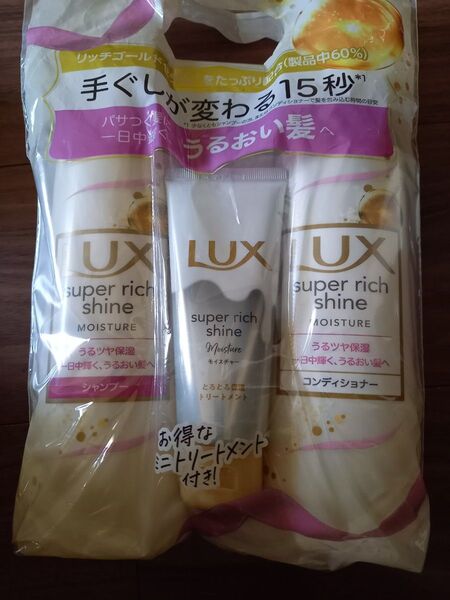 リッチゴールド
をたっぷり
(製品中60%)
手ぐしが変わる15秒*1
パサつく
一日中輝く、うるおい髪へ
LUX
super rich
shine
MOISTURE
うるツヤ保湿
一日中輝く、うるおい髪へ
シャンプー
LUX
super rich
shine
Moisture
モイスチャー
とろとろ保湿
トリートメント
LUX
super rich
shine
MOISTURE
うるツヤ保湿
一日中輝く、うるおい髪へ
コンディショナー
お得な
ミニトリートメント
付き!